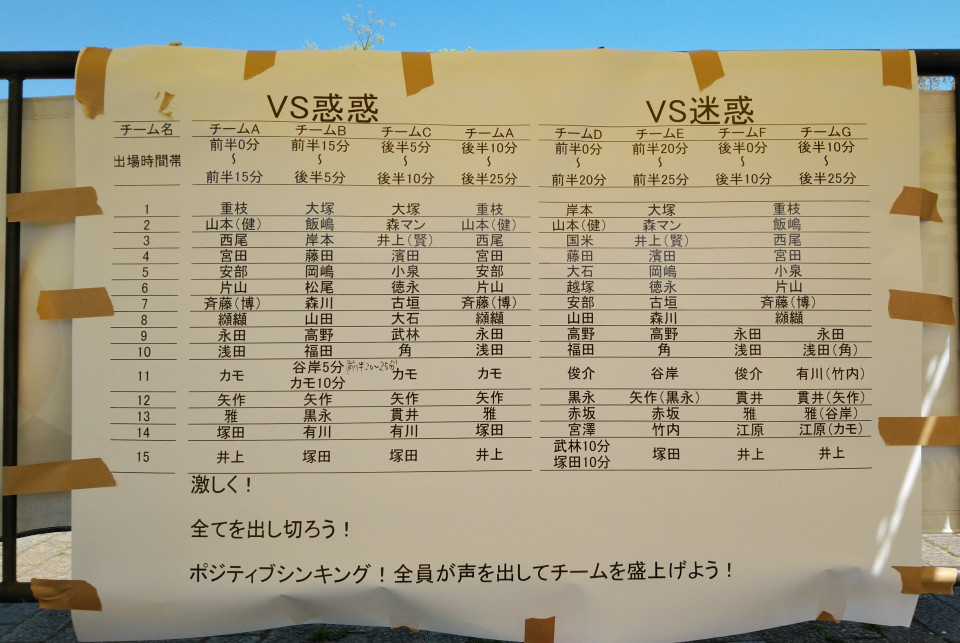 VS惑惑 VS迷惑
チーム名 チームA チームB チームC チームA チームD チームE チームF チームG
出場時間帯 前半0分 前半15分 後半5分 後半10分 前半0分 前半20分 後半0分 後半10分
～ ～ ～ ～ ～ ～ ～ ～
前半15分 後半5分 後半10分 後半25分 前半20分 前半25分 後半10分 後半25分
1 重枝 大塚 大塚 重枝 岸本 大塚 重枝
2 山本(健) 飯嶋 森マン 山本(健) 山本(健) 森マン 飯嶋
3 西尾 岸本 井上(賢) 西尾 国米 井上(賢) 西尾
4 宮田 藤田 濱田 宮田 藤田 濱田 宮田
5 安部 岡嶋 小泉 安部 大石 岡嶋 小泉
6 片山 松尾 徳永 片山 越塚 徳永 片山
7 斉藤(博) 森川 古垣 斉藤(博) 安部 古垣 斉藤(博)
8 纐纈 山田 大石 纐纈 山田 森川 纐纈
9 永田 高野 武林 永田 高野 高野 永田 永田
10 浅田 福田 角 浅田 福田 角 浅田 浅田(角)
11 カモ 谷岸5分 (前半20～25分) カモ カモ 俊介 谷岸 俊介 有川(竹内)
カモ10分
12 矢作 矢作 矢作 矢作 黒永 矢作(黒永) 貫井 貫井(矢作)
13 雅 黒永 貫井 雅 赤坂 赤坂 雅 雅(谷岸)
14 塚田 有川 有川 塚田 宮澤 竹内 江原 江原(カモ)
15 井上 塚田 塚田 井上 武林10分 塚田 井上 井上
塚田10分
激しく！
全てを出し切ろう！
ポジティブシンキング！全員が声を出してチームを盛上げよう！